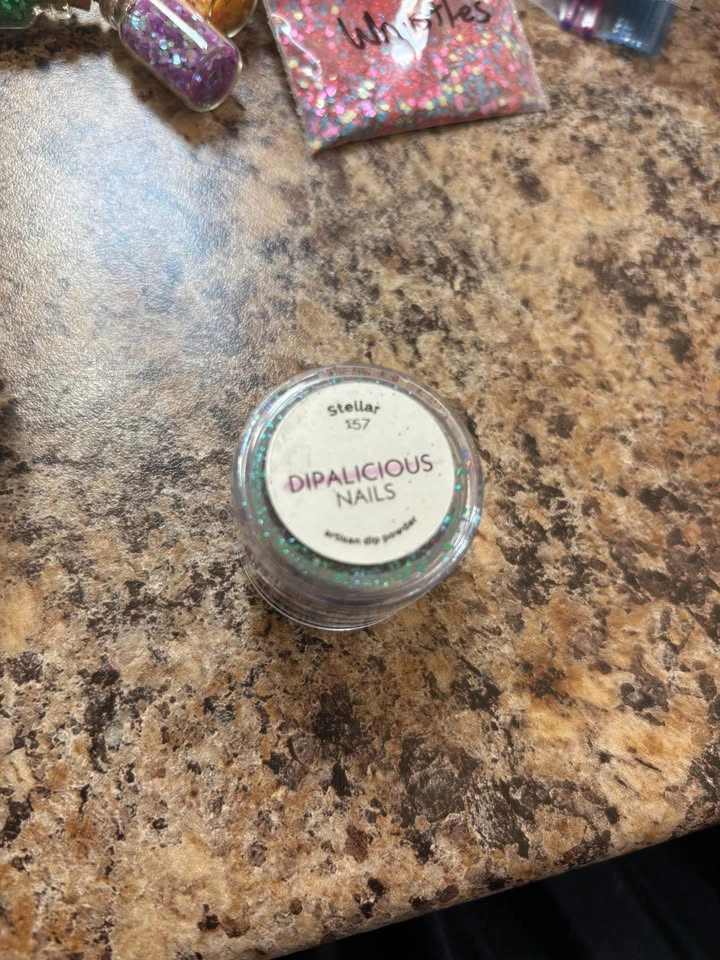 Whistles
Stellar
157
DIPALICIOUS
NAILS
artisan dip powder